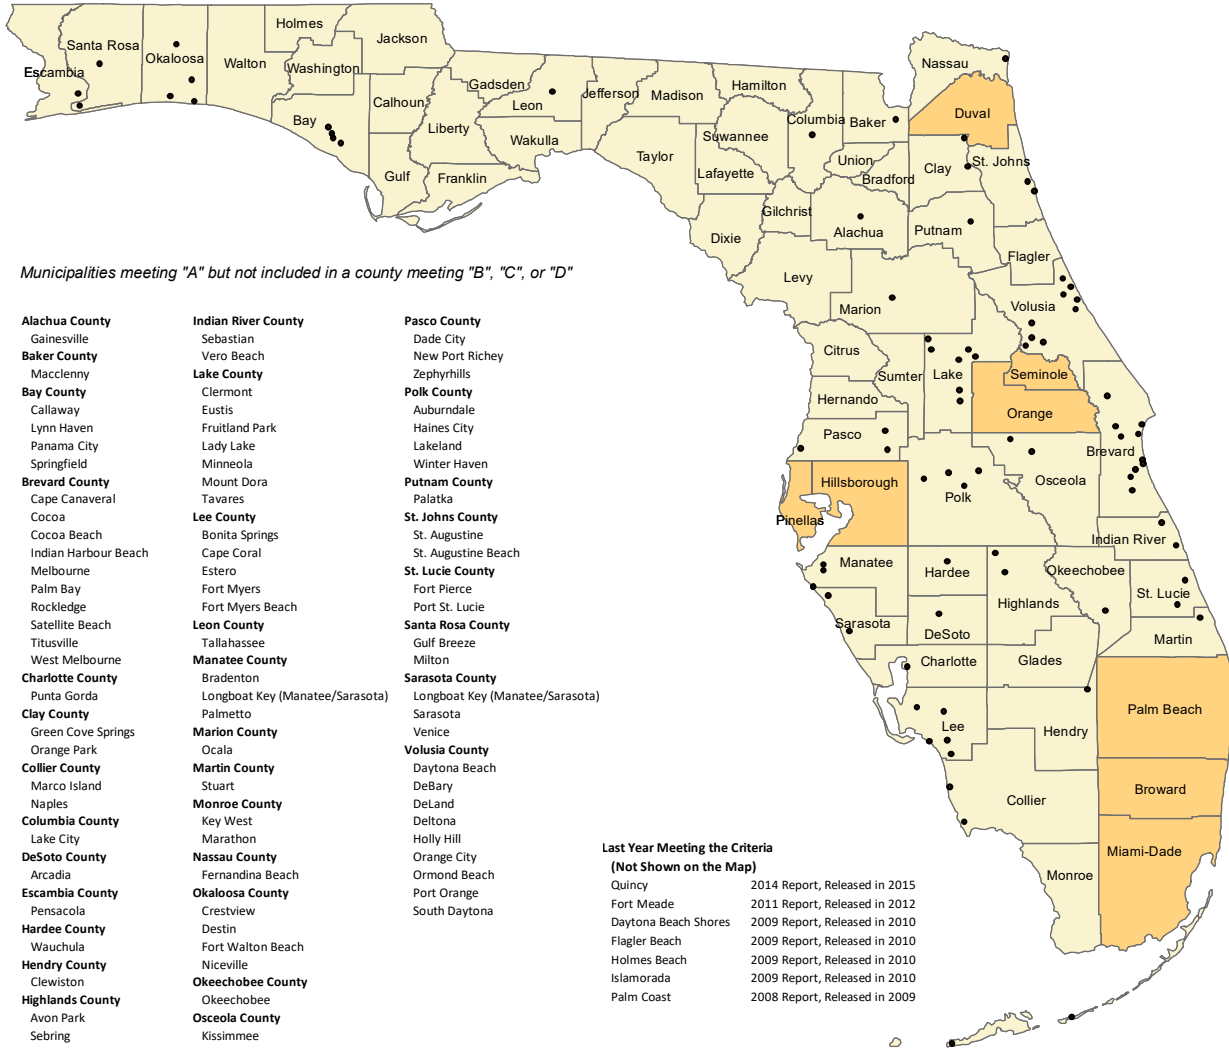 Holmes
Jackson
Santa Rosa
Okaloosa
Walton
Washington
Escambia
Nassau
Gadsden
Leon
Jefferson
Madison
Hamilton
Calhoun
Bay
Liberty
Wakulla
Suwannee
Columbia
Baker
Duval
Taylor
Lafayette
Union
Bradford
Clay
St. Johns
Gulf
Franklin
Gilchrist
Alachua
Putnam
Dixie
Flagler
Levy
Marion
Volusia
Citrus
Sumter
Lake
Seminole
Hernando
Orange
Pasco
Brevard
Hillsborough
Polk
Osceola
Pinellas
Indian River
Manatee
Hardee
Highlands
Okeechobee
St. Lucie
Sarasota
DeSoto
Martin
Charlotte
Glades
Palm Beach
Lee
Hendry
Collier
Broward
Miami-Dade
Monroe
Municipalities meeting "A" but not included in a county meeting "B", "C", or "D"
Alachua County
Gainesville
Baker County
Macclenny
Bay County
Callaway
Lynn Haven
Panama City
Springfield
Brevard County
Cape Canaveral
Cocoa
Cocoa Beach
Indian Harbour Beach
Melbourne
Palm Bay
Rockledge
Satellite Beach
Titusville
West Melbourne
Charlotte County
Punta Gorda
Clay County
Green Cove Springs
Orange Park
Collier County
Marco Island
Naples
Columbia County
Lake City
DeSoto County
Arcadia
Escambia County
Pensacola
Hardee County
Wauchula
Hendry County
Clewiston
Highlands County
Avon Park
Sebring
Indian River County
Sebastian
Vero Beach
Lake County
Clermont
Eustis
Fruitland Park
Lady Lake
Minneola
Mount Dora
Tavares
Lee County
Bonita Springs
Cape Coral
Estero
Fort Myers
Fort Myers Beach
Leon County
Tallahassee
Manatee County
Bradenton
Longboat Key (Manatee/Sarasota)
Palmetto
Marion County
Ocala
Martin County
Stuart
Monroe County
Key West
Marathon
Nassau County
Fernandina Beach
Okaloosa County
Crestview
Destin
Fort Walton Beach
Niceville
Okeechobee County
Okeechobee
Osceola County
Kissimmee
Pasco County
Dade City
New Port Richey
Zephyrhills
Polk County
Auburndale
Haines City
Lakeland
Winter Haven
Putnam County
Palatka
St. Johns County
St. Augustine
St. Augustine Beach
St. Lucie County
Fort Pierce
Port St. Lucie
Santa Rosa County
Gulf Breeze
Milton
Sarasota County
Longboat Key (Manatee/Sarasota)
Sarasota
Venice
Volusia County
Daytona Beach
DeBary
DeLand
Deltona
Holly Hill
Orange City
Ormond Beach
Port Orange
South Daytona
Last Year Meeting the Criteria
(Not Shown on the Map)
Quincy 2014 Report, Released in 2015
Fort Meade 2011 Report, Released in 2012
Daytona Beach Shores 2009 Report, Released in 2010
Flagler Beach 2009 Report, Released in 2010
Holmes Beach 2009 Report, Released in 2010
Islamorada 2009 Report, Released in 2010
Palm Coast 2008 Report, Released in 2009